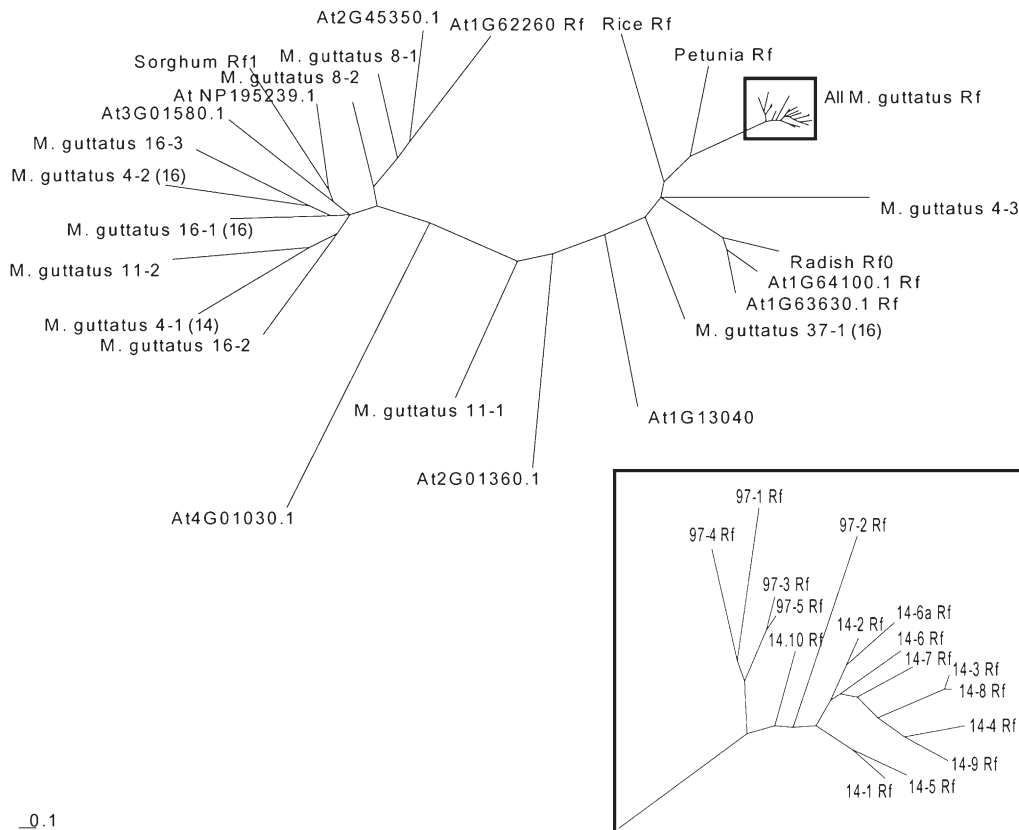 At2G45350.1
At1G62260 Rf
Rice Rf
M. guttatus 8-1
Petunia Rf
Sorghum Rf1
M. guttatus 8-2
At NP195239.1
All M. guttatus Rf
At3G01580.1
M. guttatus 16-3
M. guttatus 4-2 (16)
M. guttatus 4-3
M. guttatus 16-1 (16)
Radish Rf0
M. guttatus 11-2
At1G64100.1 Rf
At1G63630.1 Rf
M. guttatus 4-1 (14)
M. guttatus 37-1 (16)
M. guttatus 16-2
M. guttatus 11-1
At1G13040
At2G01360.1
At4G01030.1
97-1 Rf
97-2 Rf
97-4 Rf
97-3 Rf
97-5 Rf
14-6a Rf
14-2 Rf
14.10 Rf
14-6 Rf
14-7 Rf
14-3 Rf
14-8 Rf
14-4 Rf
14-9 Rf
14-5 Rf
14-1 Rf
0.1